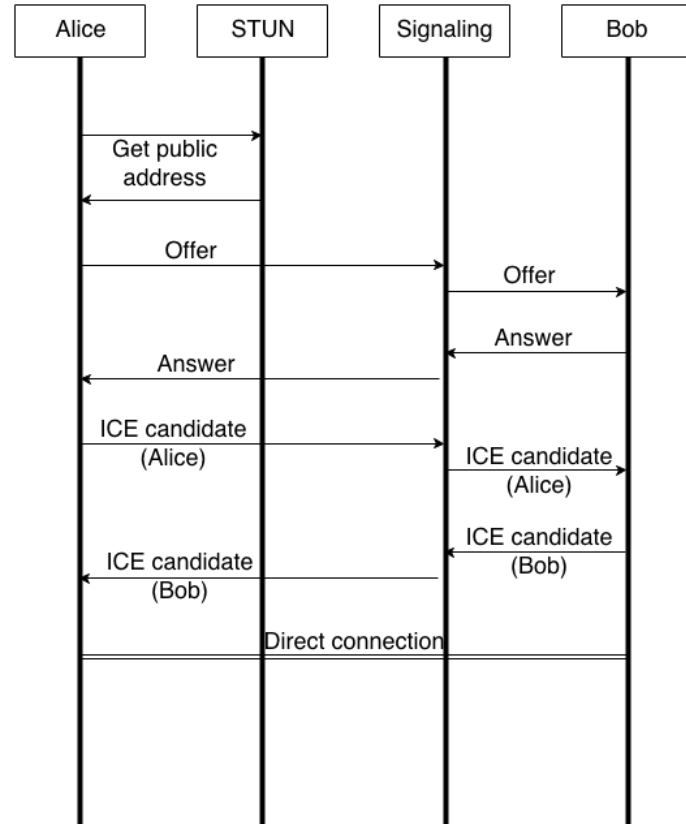 Alice
STUN
Signaling
Bob
Get public
address
Offer
Offer
Answer
Answer
ICE candidate
(Alice)
ICE candidate
(Alice)
ICE candidate
(Bob)
ICE candidate
(Bob)
Direct connection